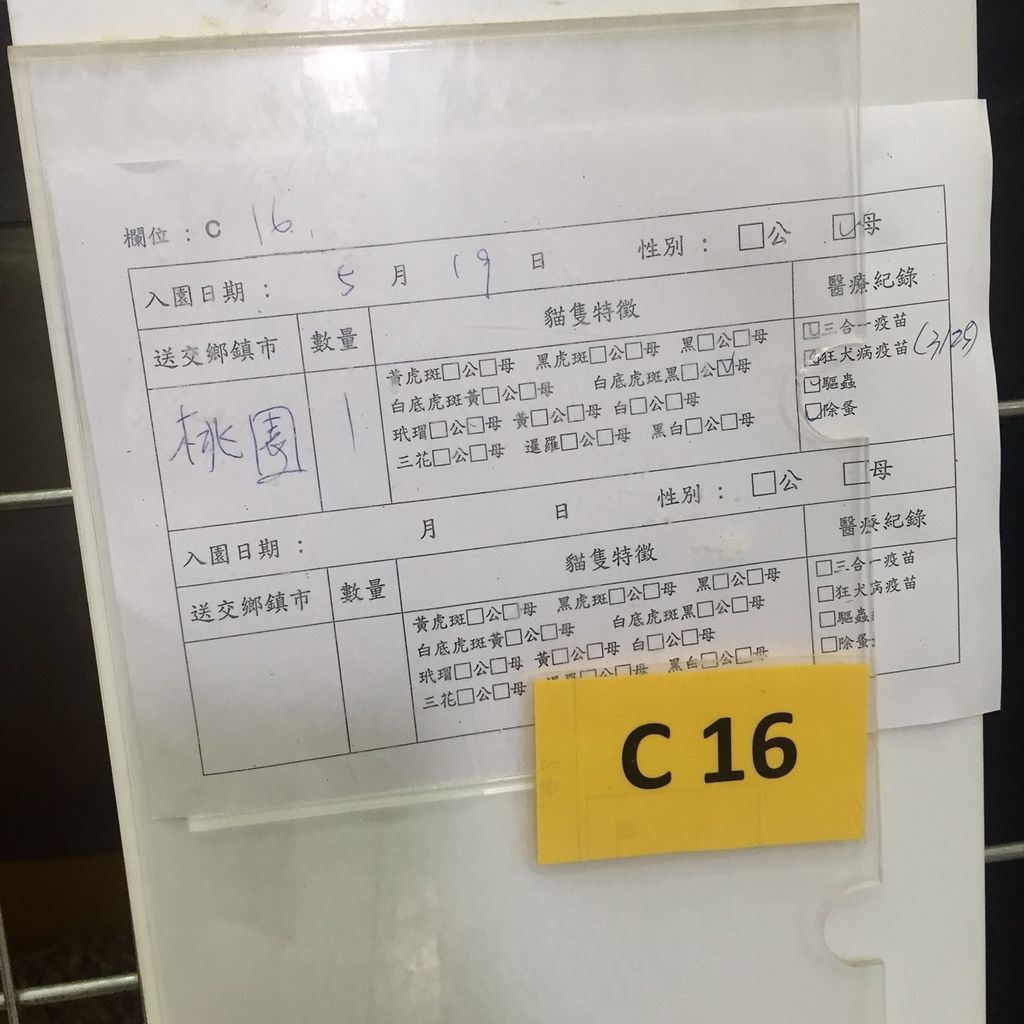 欄位：C 16.
入園日期： 5 月 19 日 性別：□公 ☑母
送交鄉鎮市 數量 貓隻特徵 醫療紀錄
桃園 1
黃虎斑□公□母 黑虎斑□公□母 黑□公□母
白底虎斑黃□公□母 白底虎斑黑□公☑母
玳瑁□公□母 黃□公□母 白□公□母
三花□公□母 暹羅□公□母 黑白□公□母
☑三合一疫苗
☑狂犬病疫苗(3/25)
☑驅蟲
☑除蚤
入園日期： 月 日 性別：□公 □母
送交鄉鎮市 數量 貓隻特徵 醫療紀錄
黃虎斑□公□母 黑虎斑□公□母 黑□公□母
白底虎斑黃□公□母 白底虎斑黑□公□母
玳瑁□公□母 黃□公□母 白□公□母
三花□公□母 暹羅□公□母 黑白□公□母
□三合一疫苗
□狂犬病疫苗
□驅蟲
□除蚤
C 16